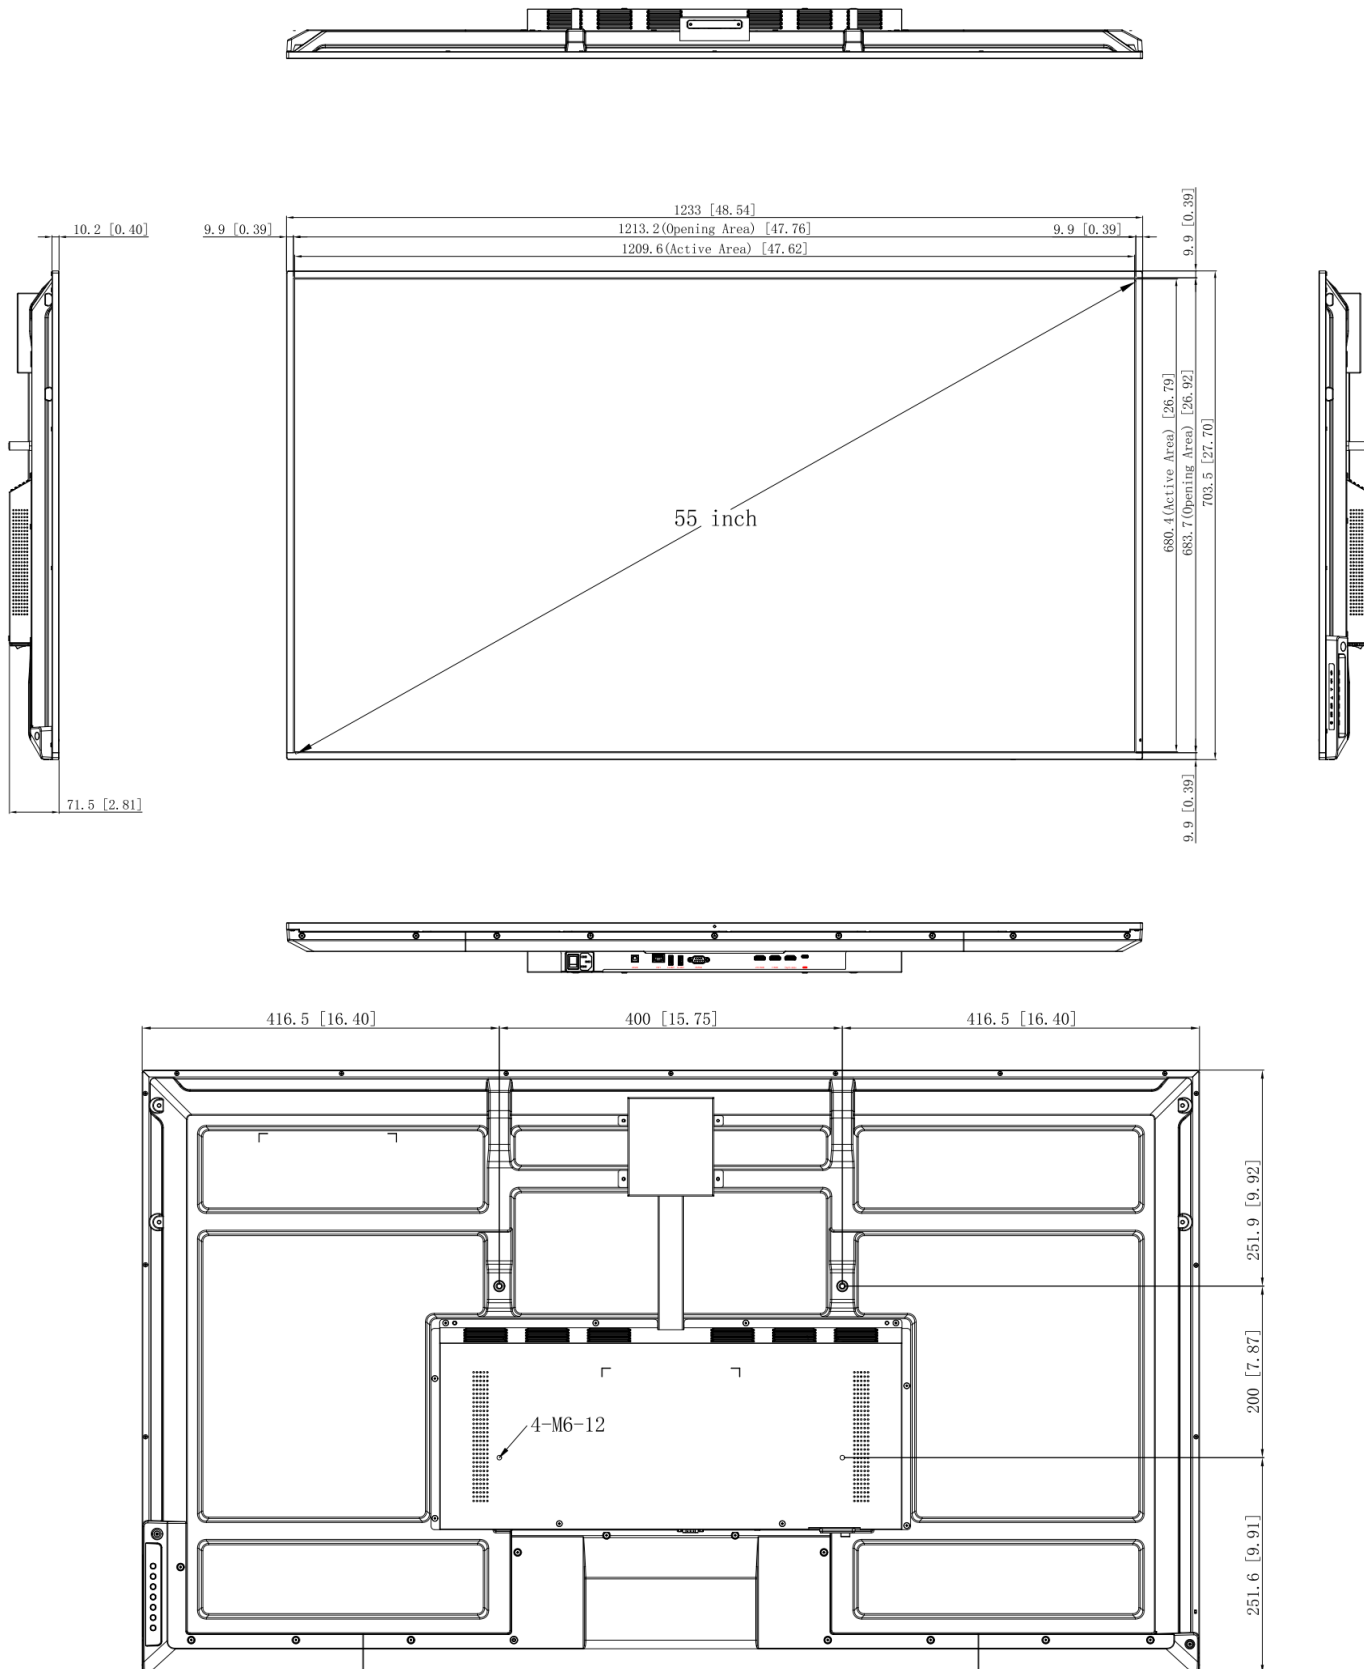 1233 [48.54]
10.2 [0.40]
9.9 [0.39]
1213.2(Opening Area) [47.76]
9.9 [0.39]
9.9 [0.39]
1209.6(Active Area) [47.62]
680.4(Active Area) [26.79]
683.7(Opening Area) [26.92]
703.5 [27.70]
55 inch
71.5 [2.81]
9.9 [0.39]
416.5 [16.40]
400 [15.75]
416.5 [16.40]
251.9 [9.92]
200 [7.87]
4-M6-12
251.6 [9.91]